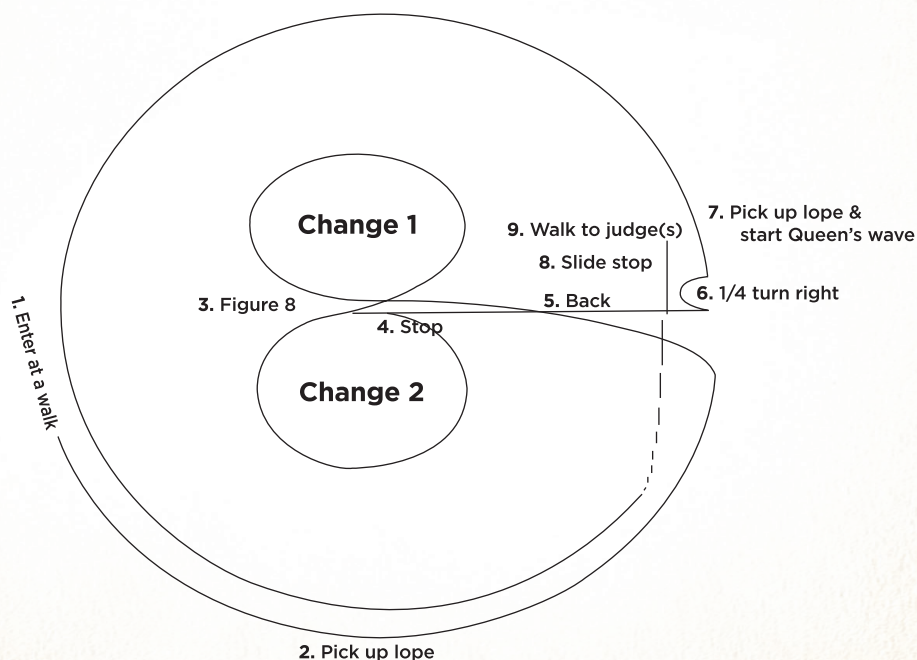 1. Enter at a walk
2. Pick up lope
3. Figure 8
Change 1
Change 2
4. Stop
5. Back
6. 1/4 turn right
7. Pick up lope &
start Queen's wave
8. Slide stop
9. Walk to judge(s)